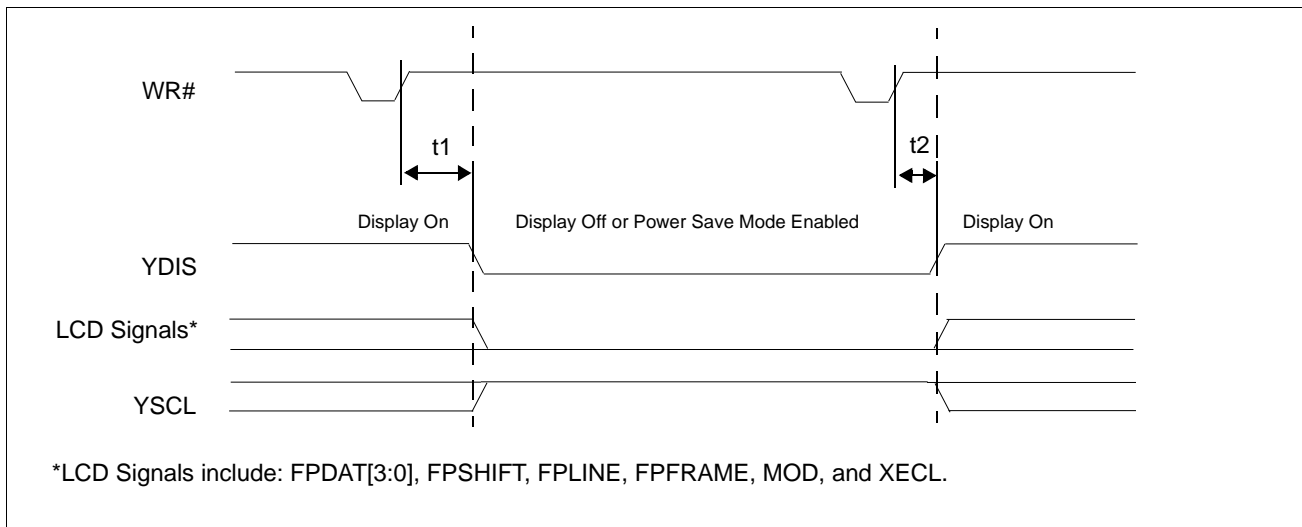 WR#
t1
t2
Display On
Display Off or Power Save Mode Enabled
Display On
YDIS
LCD Signals*
YSCL
*LCD Signals include: FPDAT[3:0], FPSHIFT, FPLINE, FPFRAME, MOD, and XECL.